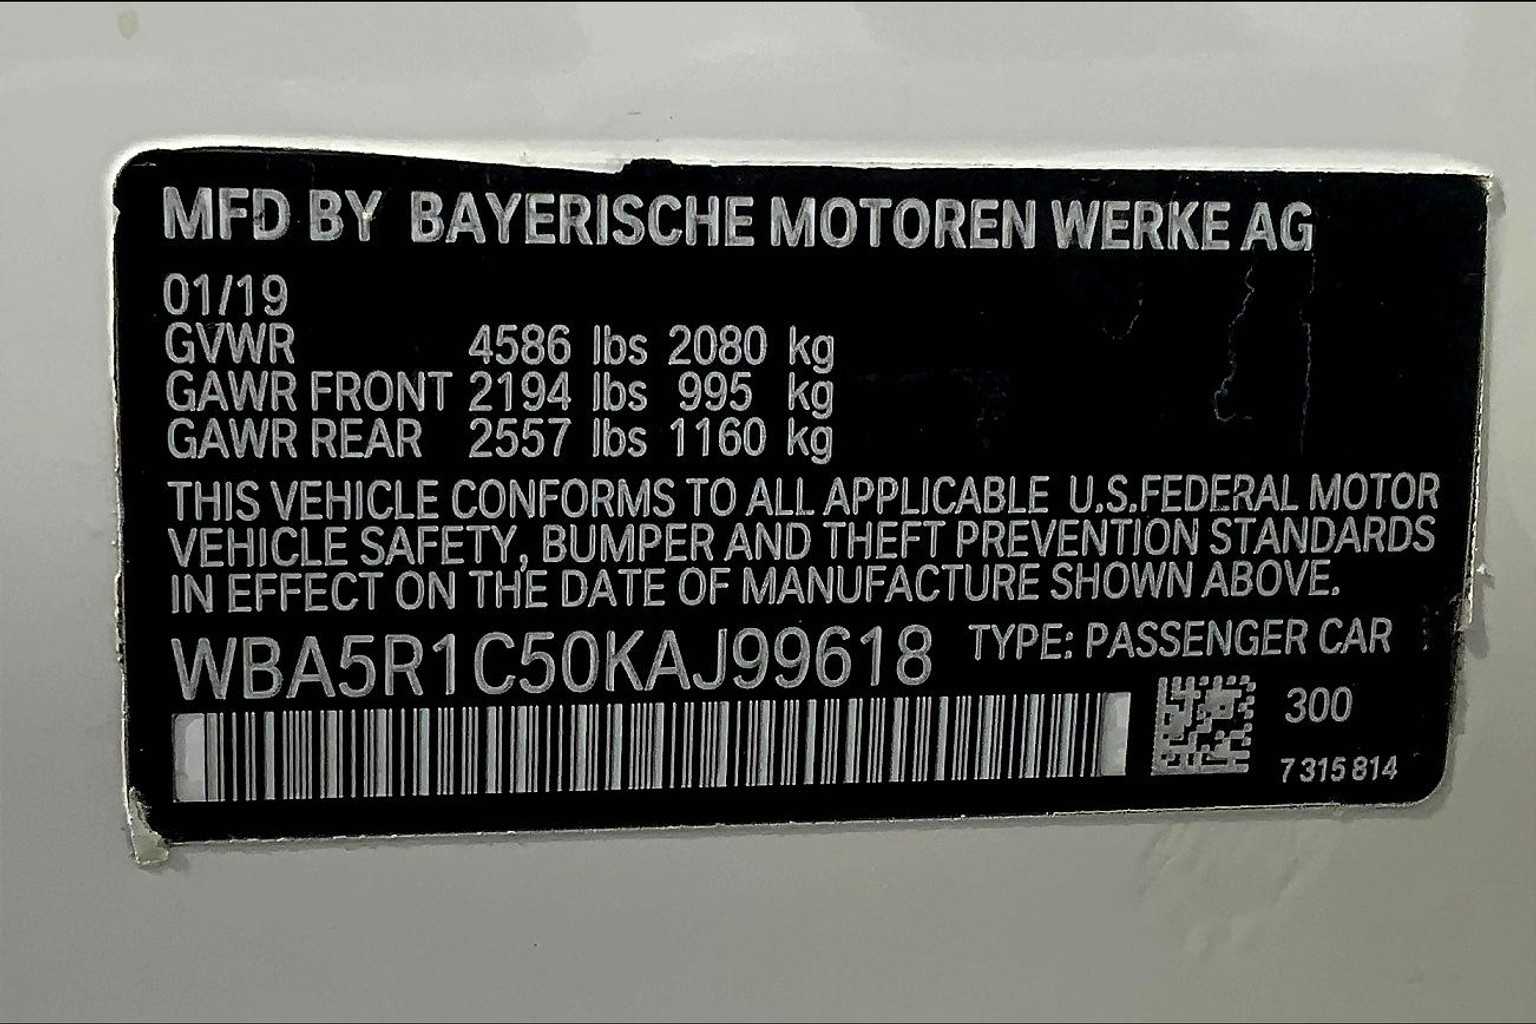 MFD BY BAYERISCHE MOTOREN WERKE AG
01/19
GVWR 4586 lbs 2080 kg
GAWR FRONT 2194 lbs 995 kg
GAWR REAR 2557 lbs 1160 kg
THIS VEHICLE CONFORMS TO ALL APPLICABLE U.S.FEDERAL MOTOR
VEHICLE SAFETY, BUMPER AND THEFT PREVENTION STANDARDS
IN EFFECT ON THE DATE OF MANUFACTURE SHOWN ABOVE.
WBA5R1C50KAJ99618 TYPE: PASSENGER CAR
300
7 315 814